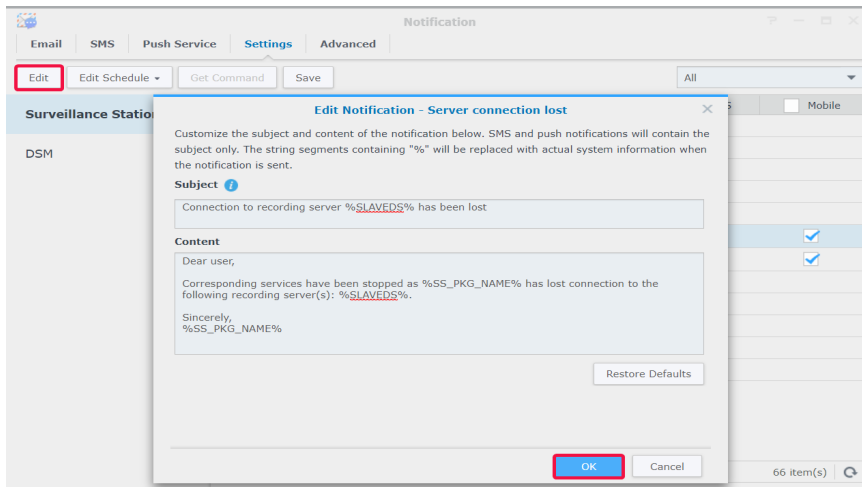 Notification
Email SMS Push Service Settings Advanced
Edit Edit Schedule Get Command Save All
Surveillance Statio
Mobile
DSM
Edit Notification - Server connection lost
Customize the subject and content of the notification below. SMS and push notifications will contain the
subject only. The string segments containing "%" will be replaced with actual system information when
the notification is sent.
Subject
Connection to recording server %SLAVEDS% has been lost
Content
Dear user,
Corresponding services have been stopped as %SS_PKG_NAME% has lost connection to the
following recording server(s): %SLAVEDS%.
Sincerely,
%SS_PKG_NAME%
Restore Defaults
OK Cancel
66 item(s)